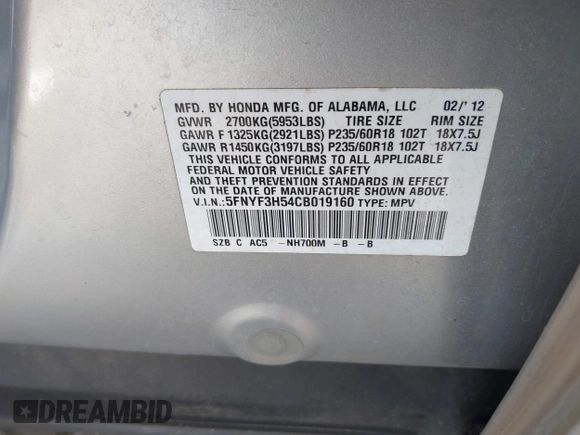 MFD. BY HONDA MFG. OF ALABAMA, LLC 02/' 12
GVWR 2700KG(5953LBS) TIRE SIZE RIM SIZE
GAWR F 1325KG(2921LBS) P235/60R18 102T 18X7.5J
GAWR R1450KG(3197LBS) P235/60R18 102T 18X7.5J
THIS VEHICLE CONFORMS TO ALL APPLICABLE
FEDERAL MOTOR VEHICLE SAFETY
AND THEFT PREVENTION STANDARDS IN EFFECT ON
THE DATE OF MANUFACTURE SHOWN ABOVE.
V.I.N.:5FNYF3H54CB019160 TYPE: MPV
SZB C AC5 -NH700M -B -B
DREAMBID